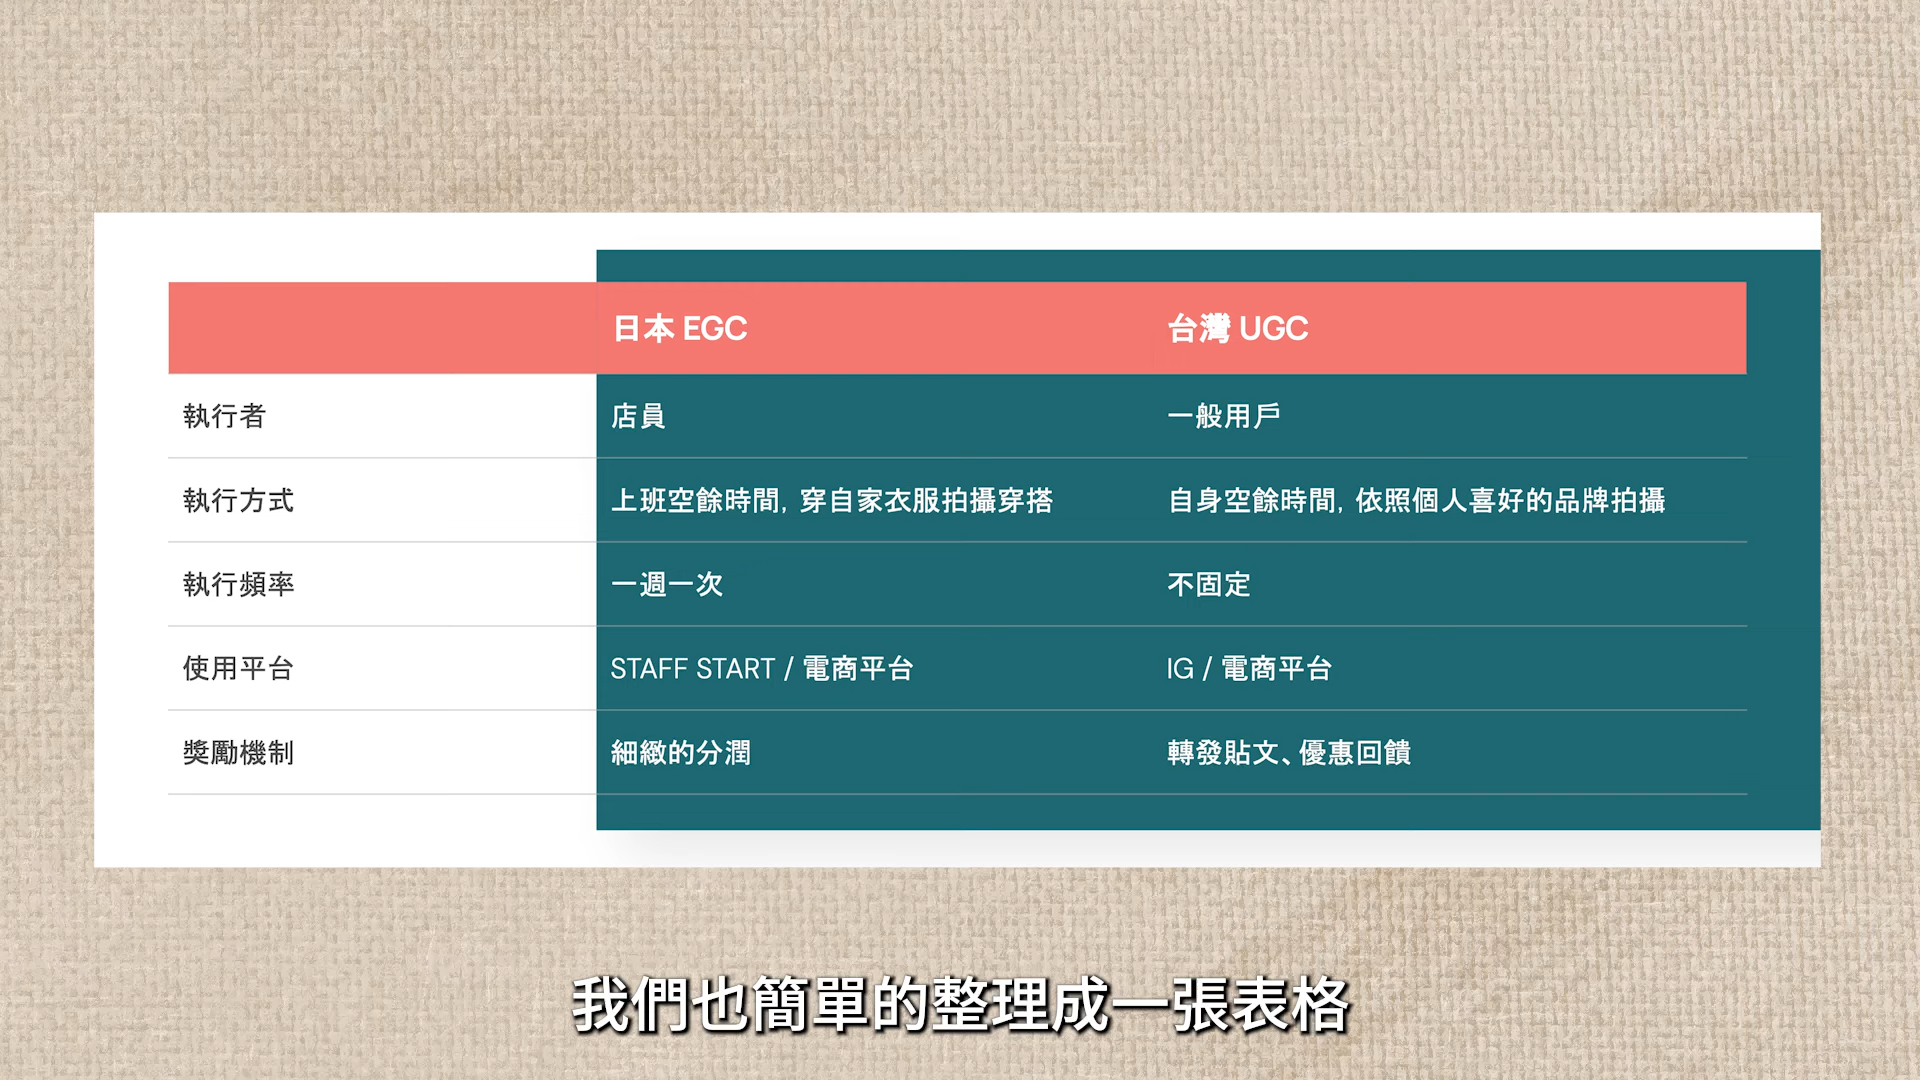 日本 EGC 台灣 UGC
執行者 店員 一般用戶
執行方式 上班空餘時間, 穿自家衣服拍攝穿搭 自身空餘時間, 依照個人喜好的品牌拍攝
執行頻率 一週一次 不固定
使用平台 STAFF START / 電商平台 IG / 電商平台
獎勵機制 細緻的分潤 轉發貼文、優惠回饋
我們也簡單的整理成一張表格